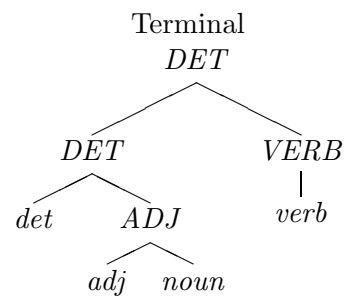 Terminal
DET
DET VERB
det ADJ verb
adj noun